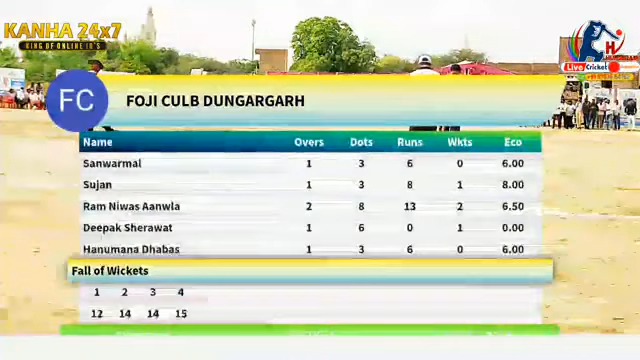 KANHA 24x7
KING OF ONLINE ID'S
H
Live Cricket
FC
FOJI CULB DUNGARGARH
Name Overs Dots Runs Wkts Eco
Sanwarmal 1 3 6 0 6.00
Sujan 1 3 8 1 8.00
Ram Niwas Aanwla 2 8 13 2 6.50
Deepak Sherawat 1 6 0 1 0.00
Hanumana Dhabas 1 3 6 0 6.00
Fall of Wickets
1 2 3 4
12 14 14 15